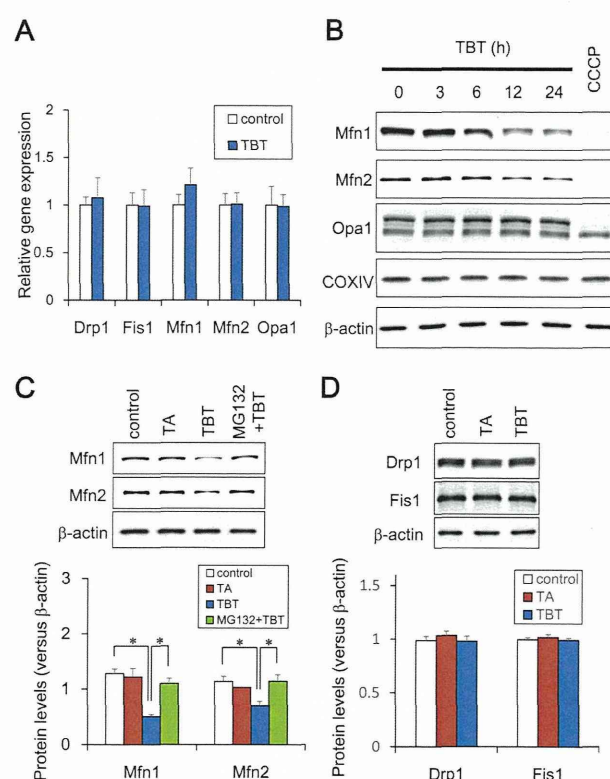 A
Relative gene expression
2
1.5
1
0.5
0
control
TBT
Drp1 Fis1 Mfn1 Mfn2 Opa1
B
TBT (h)
CCCP
0 3 6 12 24
Mfn1
Mfn2
Opa1
COXIV
β-actin
C
control TA TBT MG132 +TBT
Mfn1
Mfn2
β-actin
Protein levels (versus β-actin)
3
2
1
0
control
TA
TBT
MG132+TBT
* * * *
Mfn1 Mfn2
D
control TA TBT
Drp1
Fis1
β-actin
Protein levels (versus β-actin)
1.5
1
0.5
0
control
TA
TBT
Drp1 Fis1